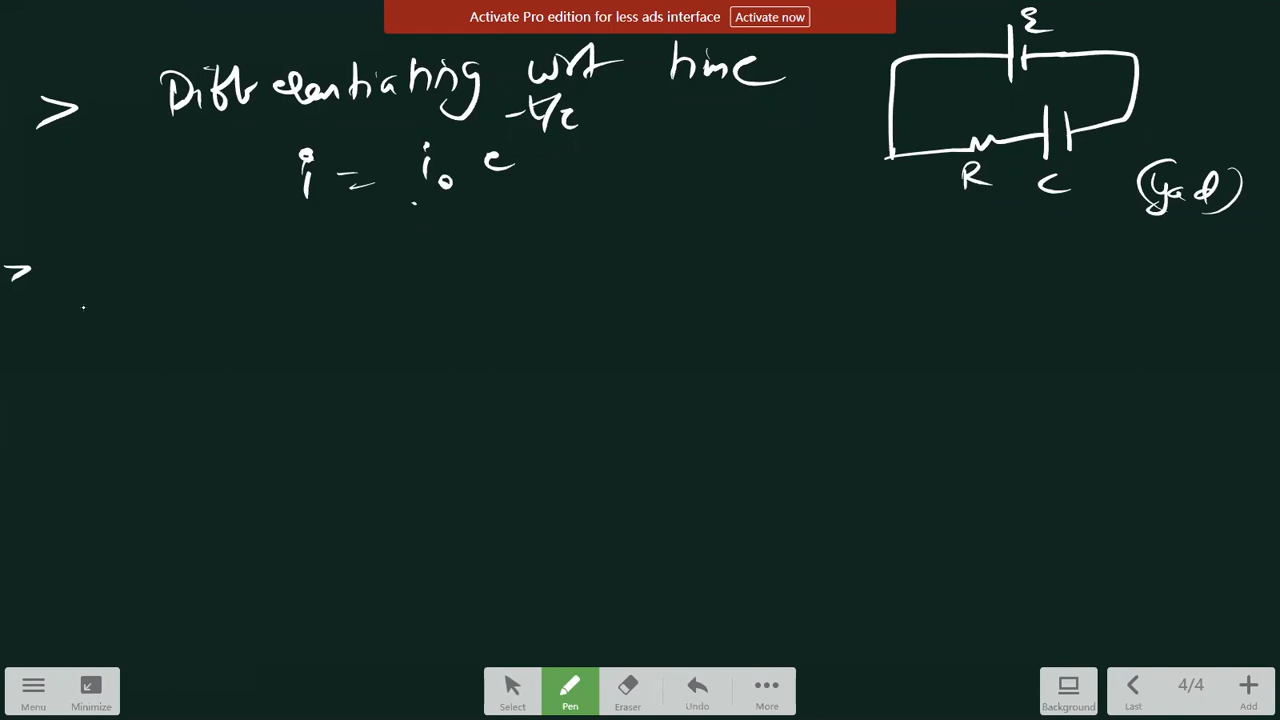 Activate Pro edition for less ads interface Activate now
Differentiating wrt time
> i = i₀ e^(-t/τ)
ε
R C (yad)
>
Menu Minimize Select Pen Eraser Undo More Background Last 4/4 Add